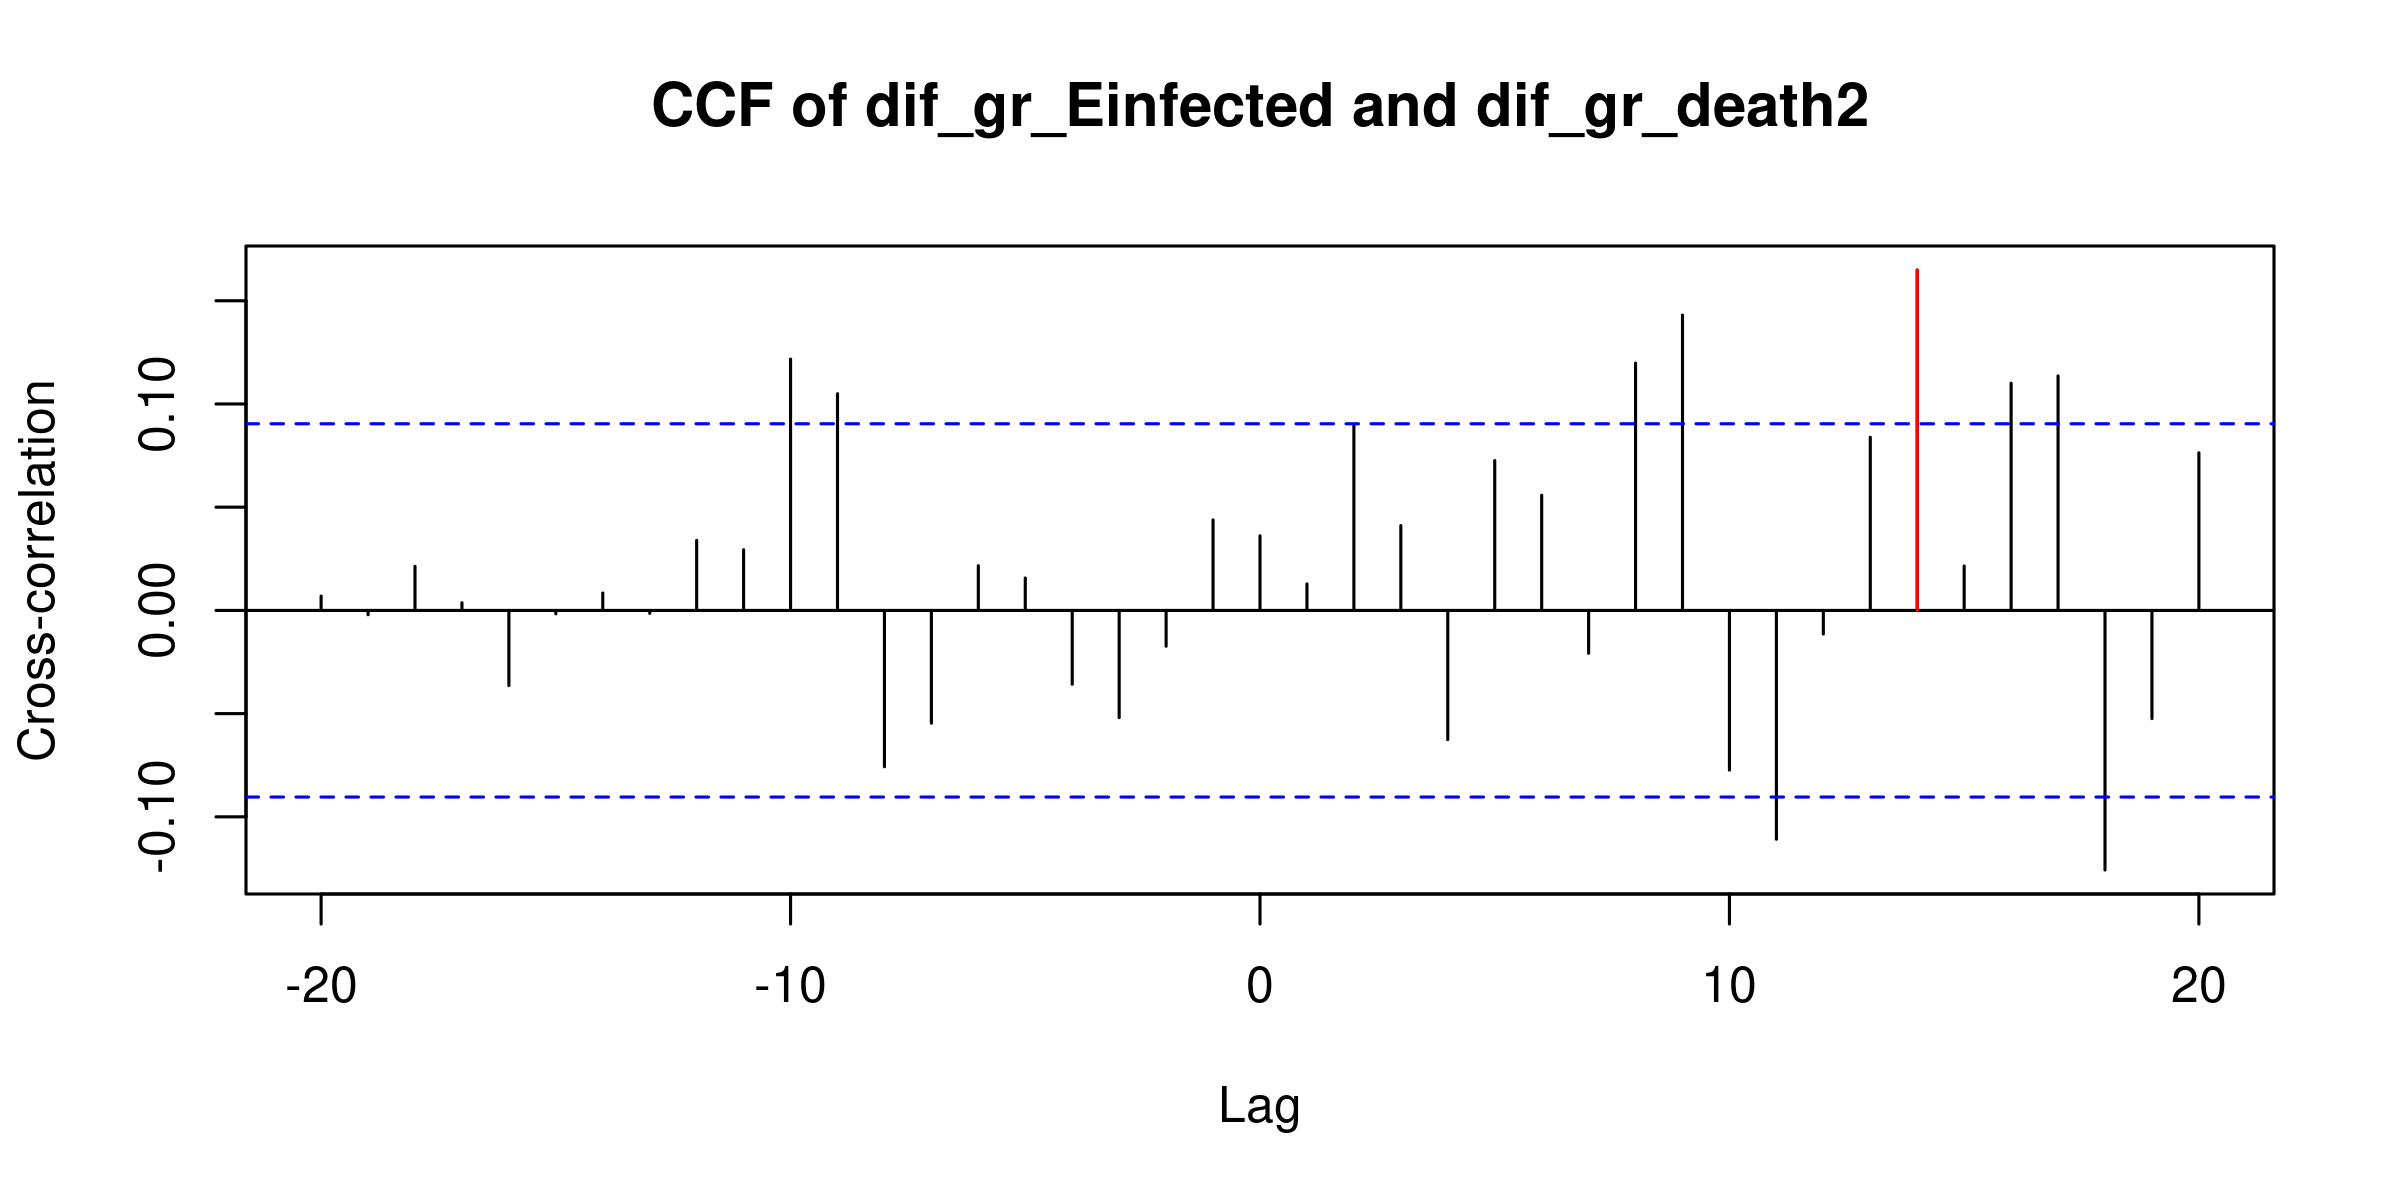 CCF of dif_gr_Einfected and dif_gr_death2
Cross-correlation
0.10
0.00
-0.10
-20 -10 0 10 20
Lag